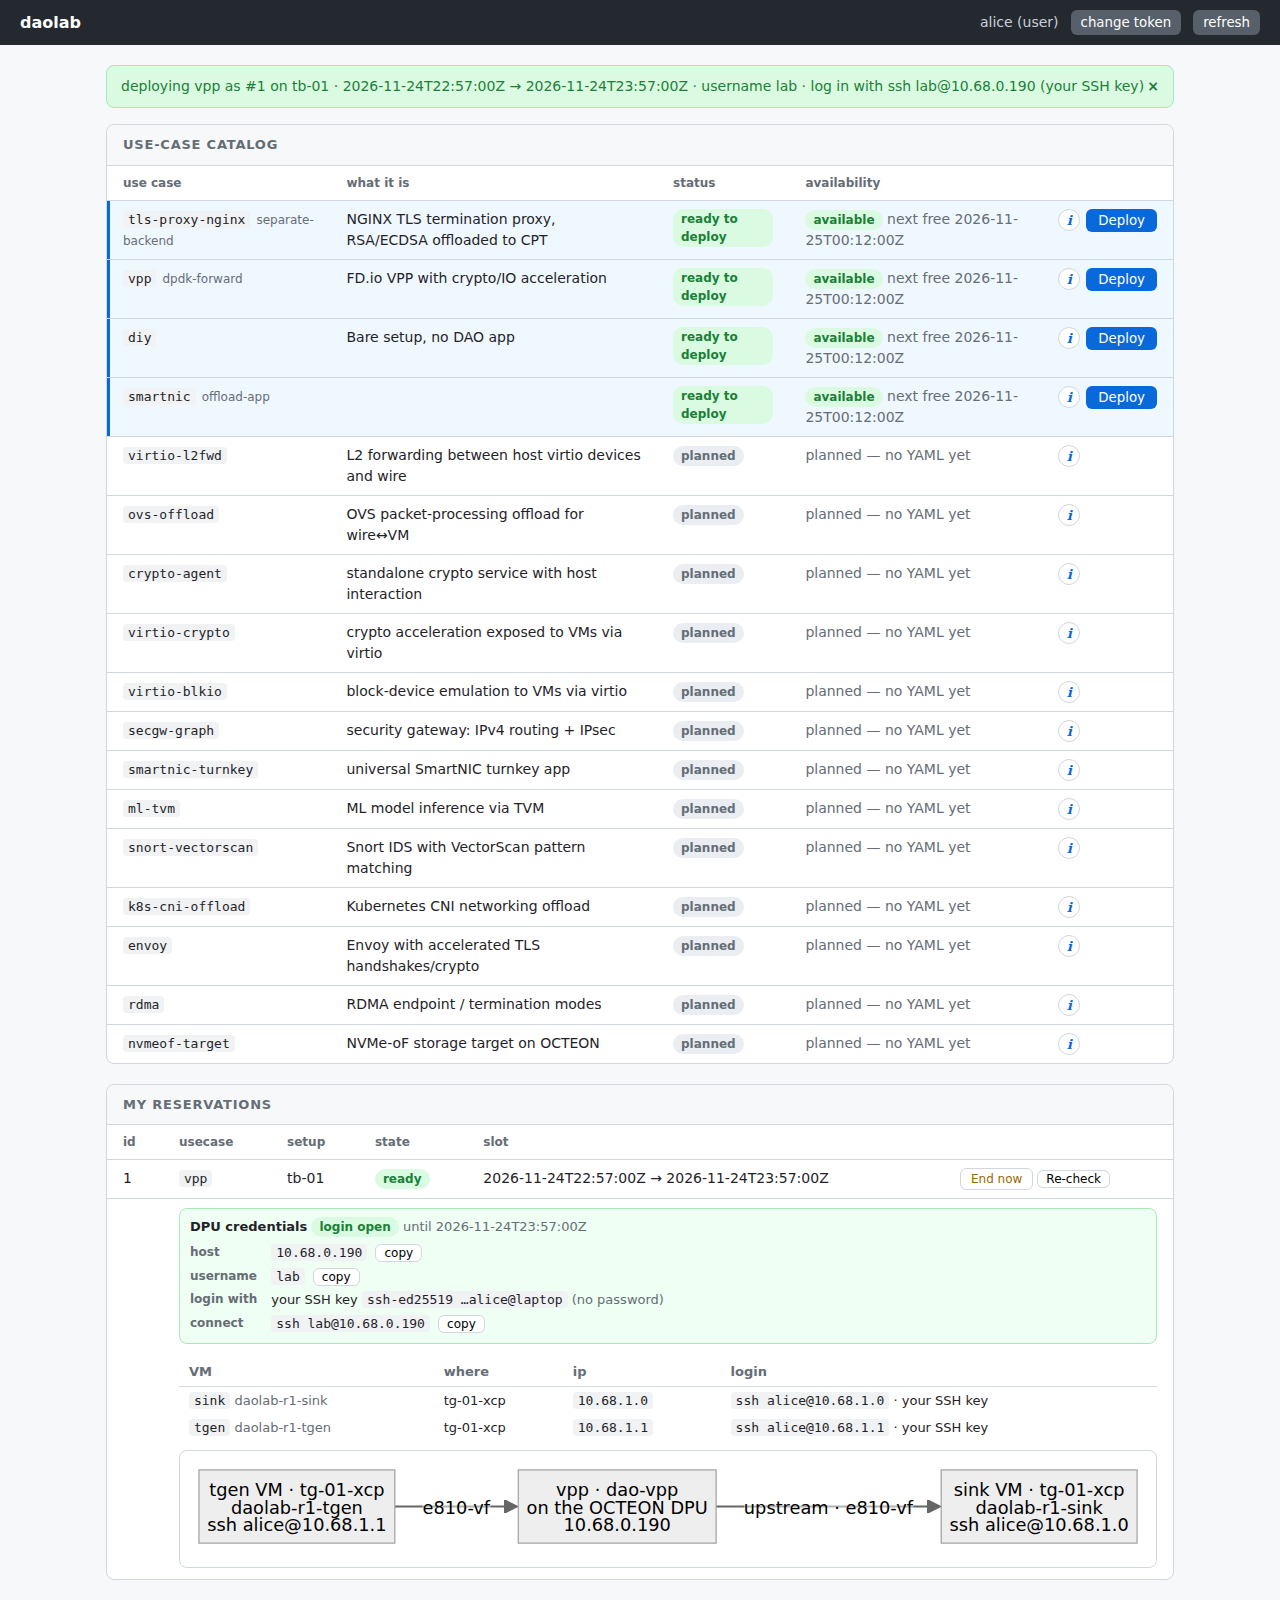 daolab
alice (user) change token refresh
deploying vpp as #1 on tb-01 · 2026-11-24T22:57:00Z → 2026-11-24T23:57:00Z · username lab · log in with ssh lab@10.68.0.190 (your SSH key) ×
USE-CASE CATALOG
use case what it is status availability
tls-proxy-nginx separate-backend NGINX TLS termination proxy, RSA/ECDSA offloaded to CPT ready to deploy available next free 2026-11-25T00:12:00Z i Deploy
vpp dpdk-forward FD.io VPP with crypto/IO acceleration ready to deploy available next free 2026-11-25T00:12:00Z i Deploy
diy Bare setup, no DAO app ready to deploy available next free 2026-11-25T00:12:00Z i Deploy
smartnic offload-app ready to deploy available next free 2026-11-25T00:12:00Z i Deploy
virtio-l2fwd L2 forwarding between host virtio devices and wire planned planned — no YAML yet i
ovs-offload OVS packet-processing offload for wire↔VM planned planned — no YAML yet i
crypto-agent standalone crypto service with host interaction planned planned — no YAML yet i
virtio-crypto crypto acceleration exposed to VMs via virtio planned planned — no YAML yet i
virtio-blkio block-device emulation to VMs via virtio planned planned — no YAML yet i
secgw-graph security gateway: IPv4 routing + IPsec planned planned — no YAML yet i
smartnic-turnkey universal SmartNIC turnkey app planned planned — no YAML yet i
ml-tvm ML model inference via TVM planned planned — no YAML yet i
snort-vectorscan Snort IDS with VectorScan pattern matching planned planned — no YAML yet i
k8s-cni-offload Kubernetes CNI networking offload planned planned — no YAML yet i
envoy Envoy with accelerated TLS handshakes/crypto planned planned — no YAML yet i
rdma RDMA endpoint / termination modes planned planned — no YAML yet i
nvmeof-target NVMe-oF storage target on OCTEON planned planned — no YAML yet i
MY RESERVATIONS
id usecase setup state slot
1 vpp tb-01 ready 2026-11-24T22:57:00Z → 2026-11-24T23:57:00Z End now Re-check
DPU credentials login open until 2026-11-24T23:57:00Z
host 10.68.0.190 copy
username lab copy
login with your SSH key ssh-ed25519 …alice@laptop (no password)
connect ssh lab@10.68.0.190 copy
VM where ip login
sink daolab-r1-sink tg-01-xcp 10.68.1.0 ssh alice@10.68.1.0 · your SSH key
tgen daolab-r1-tgen tg-01-xcp 10.68.1.1 ssh alice@10.68.1.1 · your SSH key
tgen VM · tg-01-xcp
daolab-r1-tgen
ssh alice@10.68.1.1
e810-vf
vpp · dao-vpp
on the OCTEON DPU
10.68.0.190
upstream · e810-vf
sink VM · tg-01-xcp
daolab-r1-sink
ssh alice@10.68.1.0